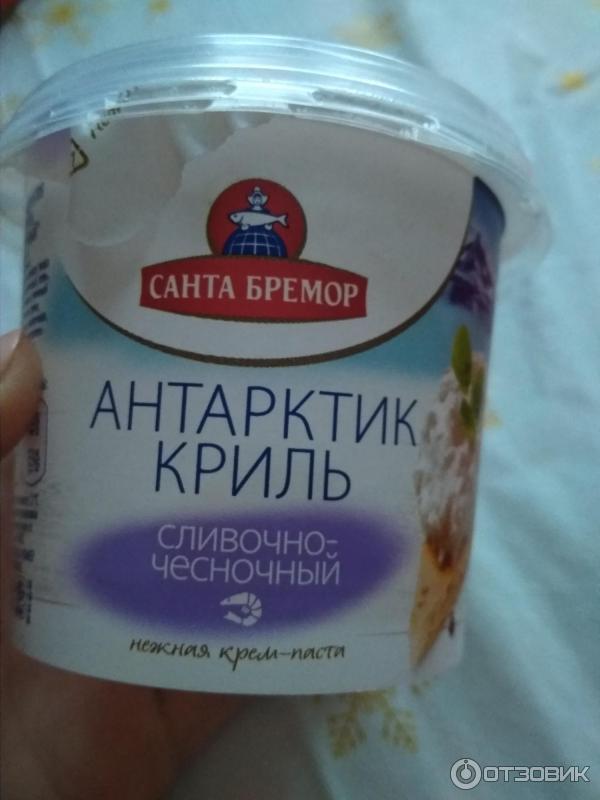 САНТА БРЕМОР
АНТАРКТИК
КРИЛЬ
СЛИВОЧНО-
ЧЕСНОЧНЫЙ
нежная крем-паста
ОТЗОВИК